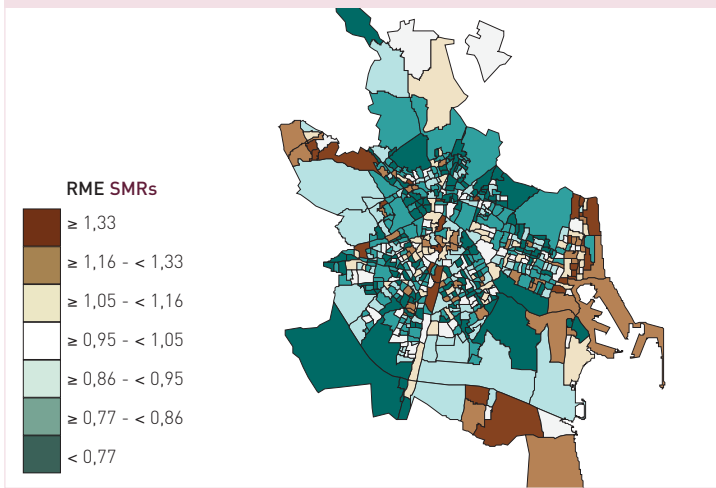 RME SMRs
≥ 1,33
≥ 1,16 - < 1,33
≥ 1,05 - < 1,16
≥ 0,95 - < 1,05
≥ 0,86 - < 0,95
≥ 0,77 - < 0,86
< 0,77